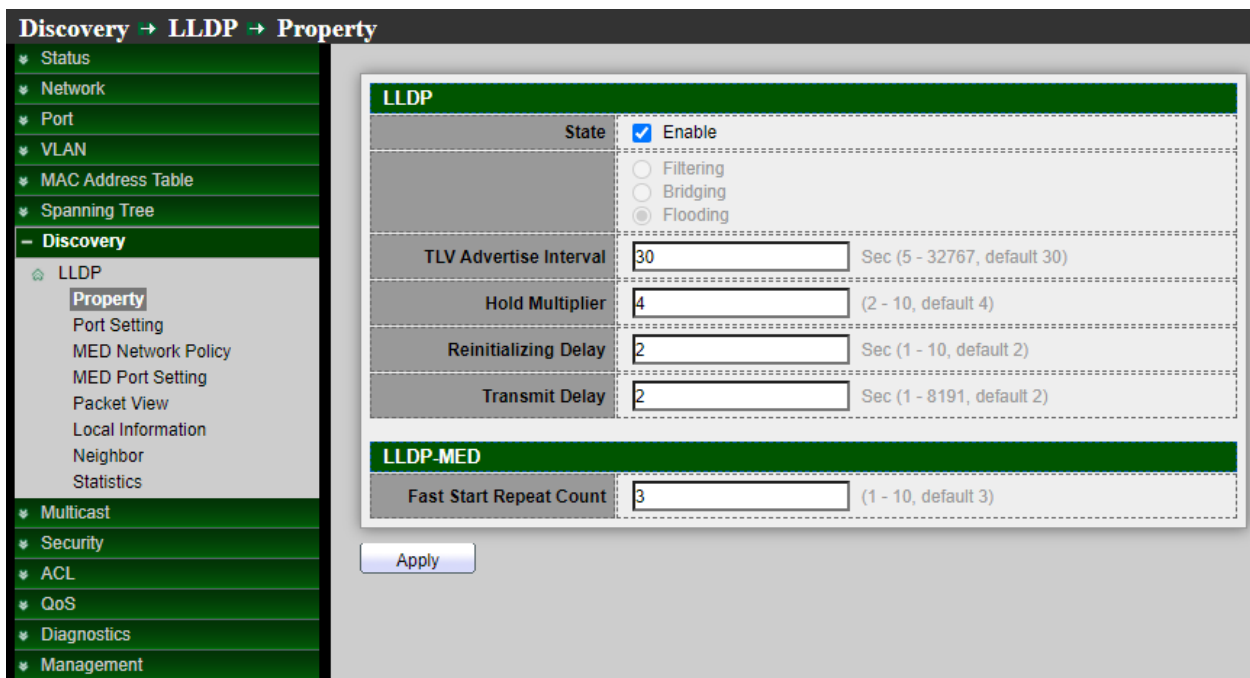 Discovery → LLDP → Property
Status
Network
Port
VLAN
MAC Address Table
Spanning Tree
Discovery
LLDP
Property
Port Setting
MED Network Policy
MED Port Setting
Packet View
Local Information
Neighbor
Statistics
Multicast
Security
ACL
QoS
Diagnostics
Management
LLDP
State Enable
Filtering
Bridging
Flooding
TLV Advertise Interval 30 Sec (5 - 32767, default 30)
Hold Multiplier 4 (2 - 10, default 4)
Reinitializing Delay 2 Sec (1 - 10, default 2)
Transmit Delay 2 Sec (1 - 8191, default 2)
LLDP-MED
Fast Start Repeat Count 3 (1 - 10, default 3)
Apply